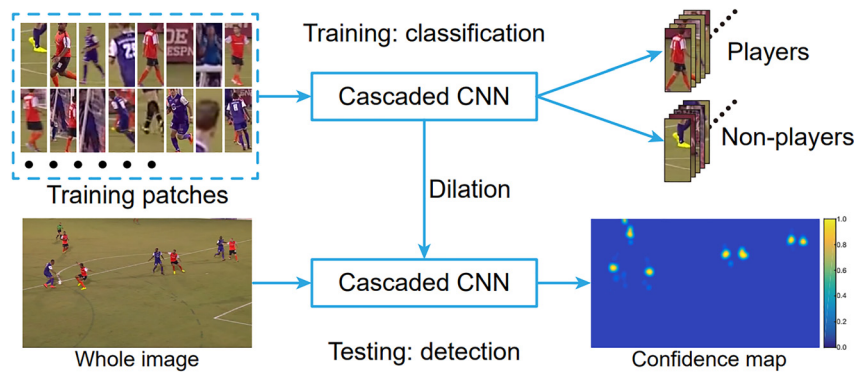 Training: classification
Cascaded CNN
Players
Non-players
Training patches
Dilation
Cascaded CNN
1.0
0.8
0.6
0.4
0.2
0.0
Whole image
Testing: detection
Confidence map